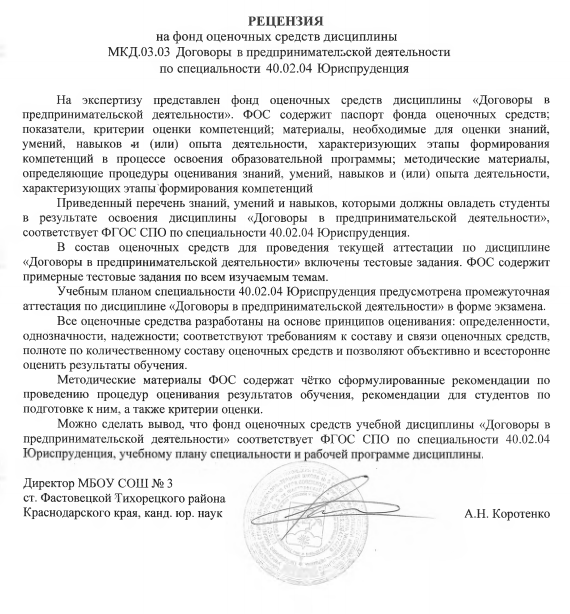 РЕЦЕНЗИЯ
на фонд оценочных средств дисциплины
МКД.03.03 Договоры в предпринимательской деятельности
по специальности 40.02.04 Юриспруденция
На экспертизу представлен фонд оценочных средств дисциплины «Договоры в
предпринимательской деятельности». ФОС содержит паспорт фонда оценочных средств;
показатели, критерии оценки компетенций; материалы, необходимые для оценки знаний,
умений, навыков и (или) опыта деятельности, характеризующих этапы формирования
компетенций в процессе освоения образовательной программы; методические материалы,
определяющие процедуры оценивания знаний, умений, навыков и (или) опыта деятельности,
характеризующих этапы формирования компетенций
Приведенный перечень знаний, умений и навыков, которыми должны овладеть студенты
в результате освоения дисциплины «Договоры в предпринимательской деятельности»,
соответствует ФГОС СПО по специальности 40.02.04 Юриспруденция.
В состав оценочных средств для проведения текущей аттестации по дисциплине
«Договоры в предпринимательской деятельности» включены тестовые задания. ФОС содержит
примерные тестовые задания по всем изучаемым темам.
Учебным планом специальности 40.02.04 Юриспруденция предусмотрена промежуточная
аттестация по дисциплине «Договоры в предпринимательской деятельности» в форме экзамена.
Все оценочные средства разработаны на основе принципов оценивания: определенности,
однозначности, надежности; соответствуют требованиям к составу и связи оценочных средств,
полноте по количественному составу оценочных средств и позволяют объективно и всесторонне
оценить результаты обучения.
Методические материалы ФОС содержат чётко сформулированные рекомендации по
проведению процедур оценивания результатов обучения, рекомендации для студентов по
подготовке к ним, а также критерии оценки.
Можно сделать вывод, что фонд оценочных средств учебной дисциплины «Договоры в
предпринимательской деятельности» соответствует ФГОС СПО по специальности 40.02.04
Юриспруденция, учебному плану специальности и рабочей программе дисциплины.
Директор МБОУ СОШ № 3
ст. Фастовецкой Тихорецкого района
Краснодарского края, канд. юр. наук
А.Н. Коротенко